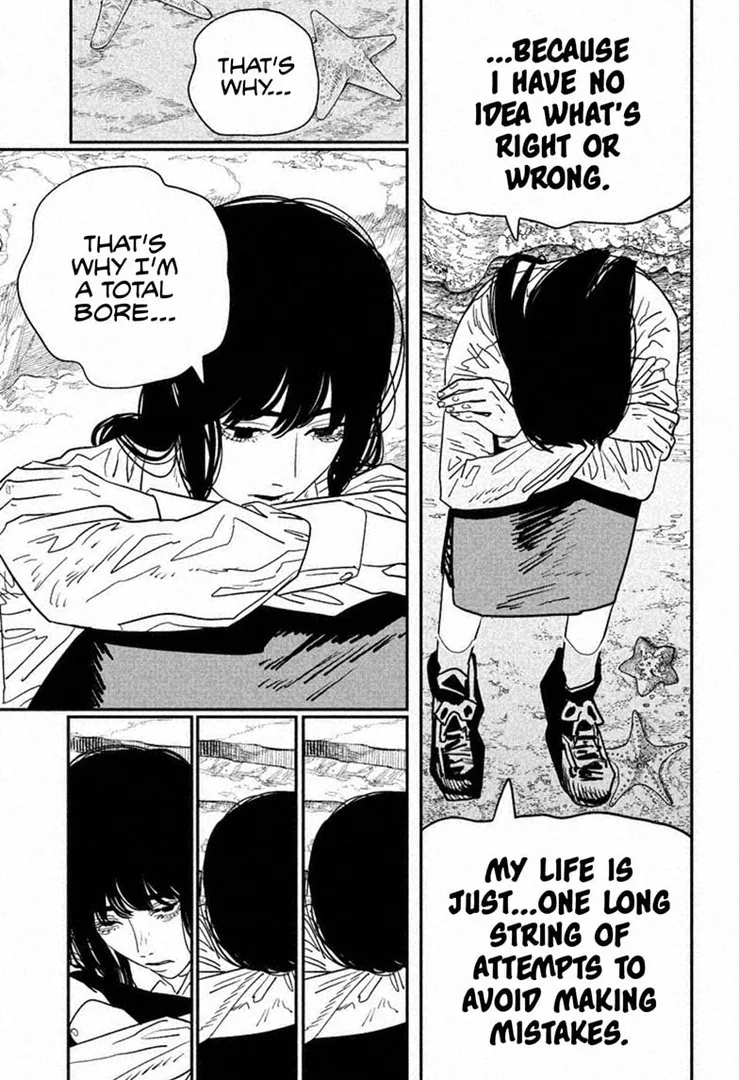 ...BECAUSE
I HAVE NO
IDEA WHAT'S
RIGHT OR
WRONG.
MY LIFE IS
JUST...ONE LONG
STRING OF
ATTEMPTS TO
AVOID MAKING
MISTAKES.
THAT'S
WHY...
THAT'S
WHY I'M
A TOTAL
BORE...